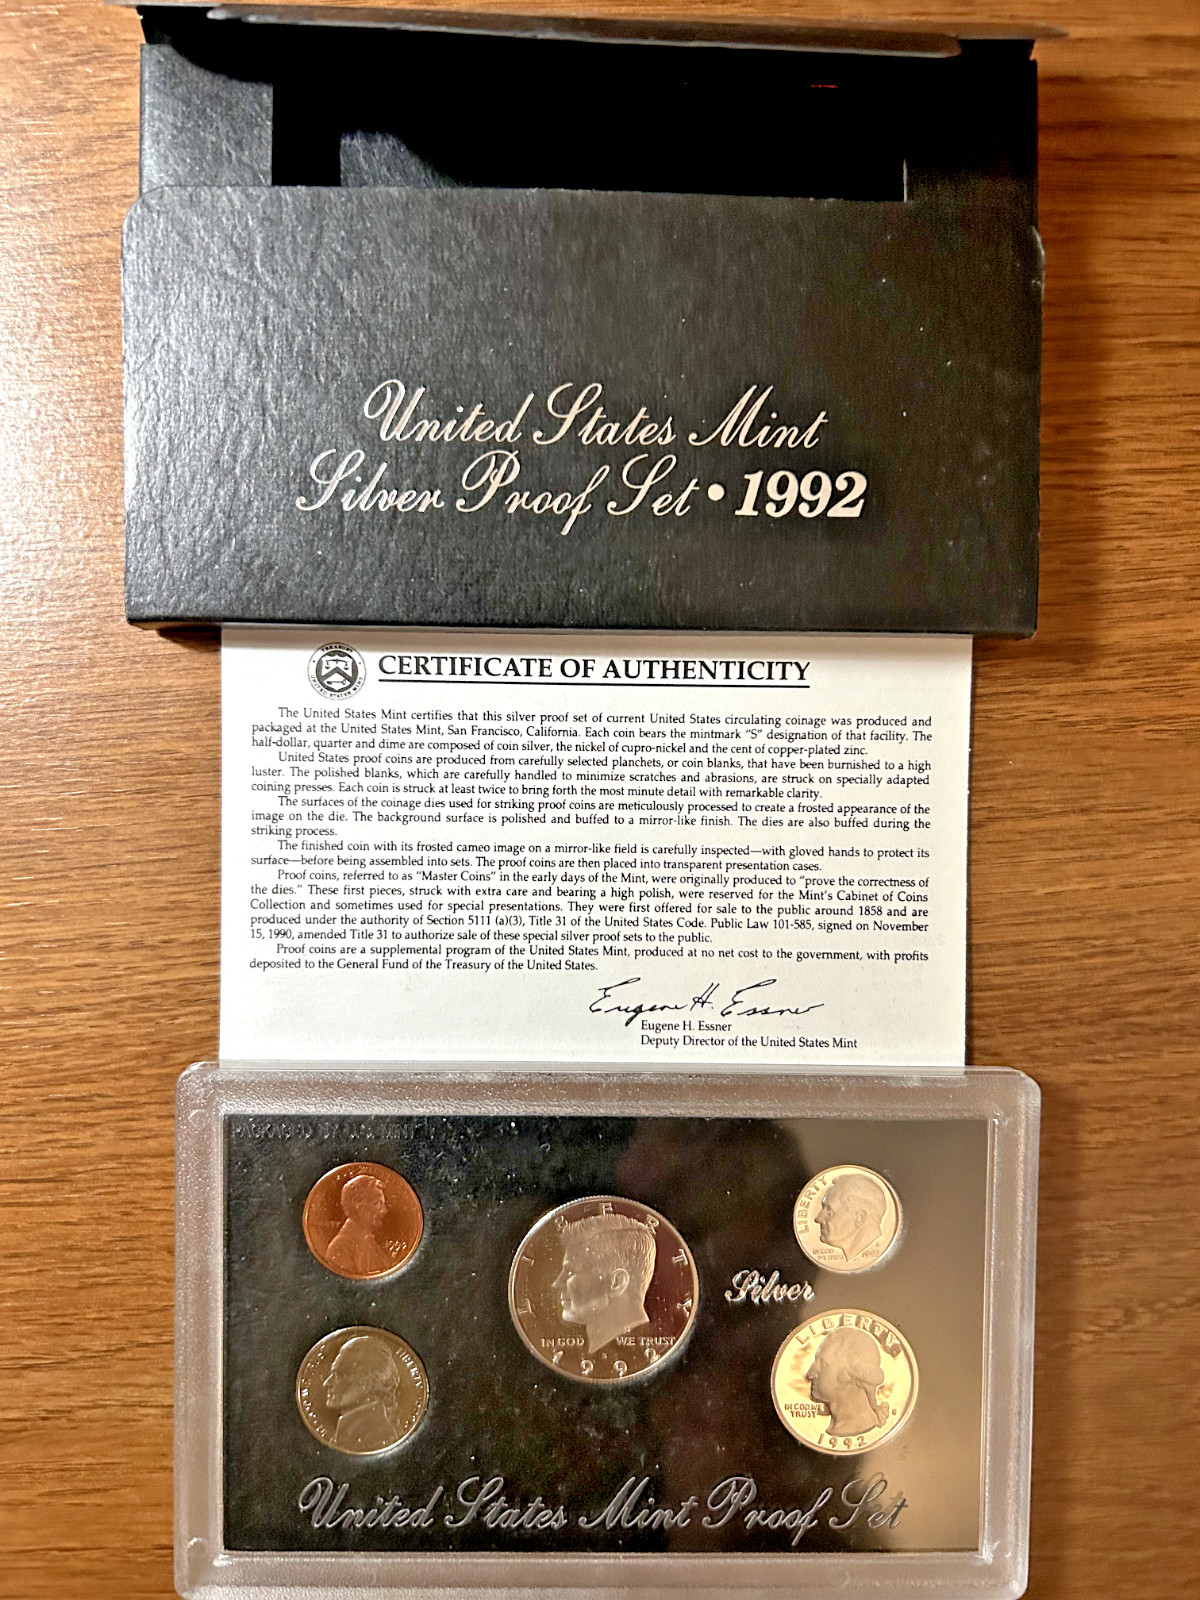 United States Mint
Silver Proof Set • 1992
TREASURY
UNITED STATES MINT
CERTIFICATE OF AUTHENTICITY
The United States Mint certifies that this silver proof set of current United States circulating coinage was produced and
packaged at the United States Mint, San Francisco, California. Each coin bears the mintmark "S" designation of that facility. The
half-dollar, quarter and dime are composed of coin silver, the nickel of cupro-nickel and the cent of copper-plated zinc.
United States proof coins are produced from carefully selected planchets, or coin blanks, that have been burnished to a high
luster. The polished blanks, which are carefully handled to minimize scratches and abrasions, are struck on specially adapted
coining presses. Each coin is struck at least twice to bring forth the most minute detail with remarkable clarity.
The surfaces of the coinage dies used for striking proof coins are meticulously processed to create a frosted appearance of the
image on the die. The background surface is polished and buffed to a mirror-like finish. The dies are also buffed during the
striking process.
The finished coin with its frosted cameo image on a mirror-like field is carefully inspected—with gloved hands to protect its
surface—before being assembled into sets. The proof coins are then placed into transparent presentation cases.
Proof coins, referred to as "Master Coins" in the early days of the Mint, were originally produced to "prove the correctness of
the dies." These first pieces, struck with extra care and bearing a high polish, were reserved for the Mint's Cabinet of Coins
Collection and sometimes used for special presentations. They were first offered for sale to the public around 1858 and are
produced under the authority of Section 5111 (a)(3), Title 31 of the United States Code. Public Law 101-585, signed on November
15, 1990, amended Title 31 to authorize sale of these special silver proof sets to the public.
Proof coins are a supplemental program of the United States Mint, produced at no net cost to the government, with profits
deposited to the General Fund of the Treasury of the United States.
Eugene H. Essner
Eugene H. Essner
Deputy Director of the United States Mint
PACKAGED BY U.S. MINT
1992
S
LIBERTY
IN GOD WE TRUST
1992
LIBERTY
IN GOD
WE TRUST
1992
Silver
LIBERTY
LIBERTY
IN GOD WE
TRUST
1992
United States Mint Proof Set